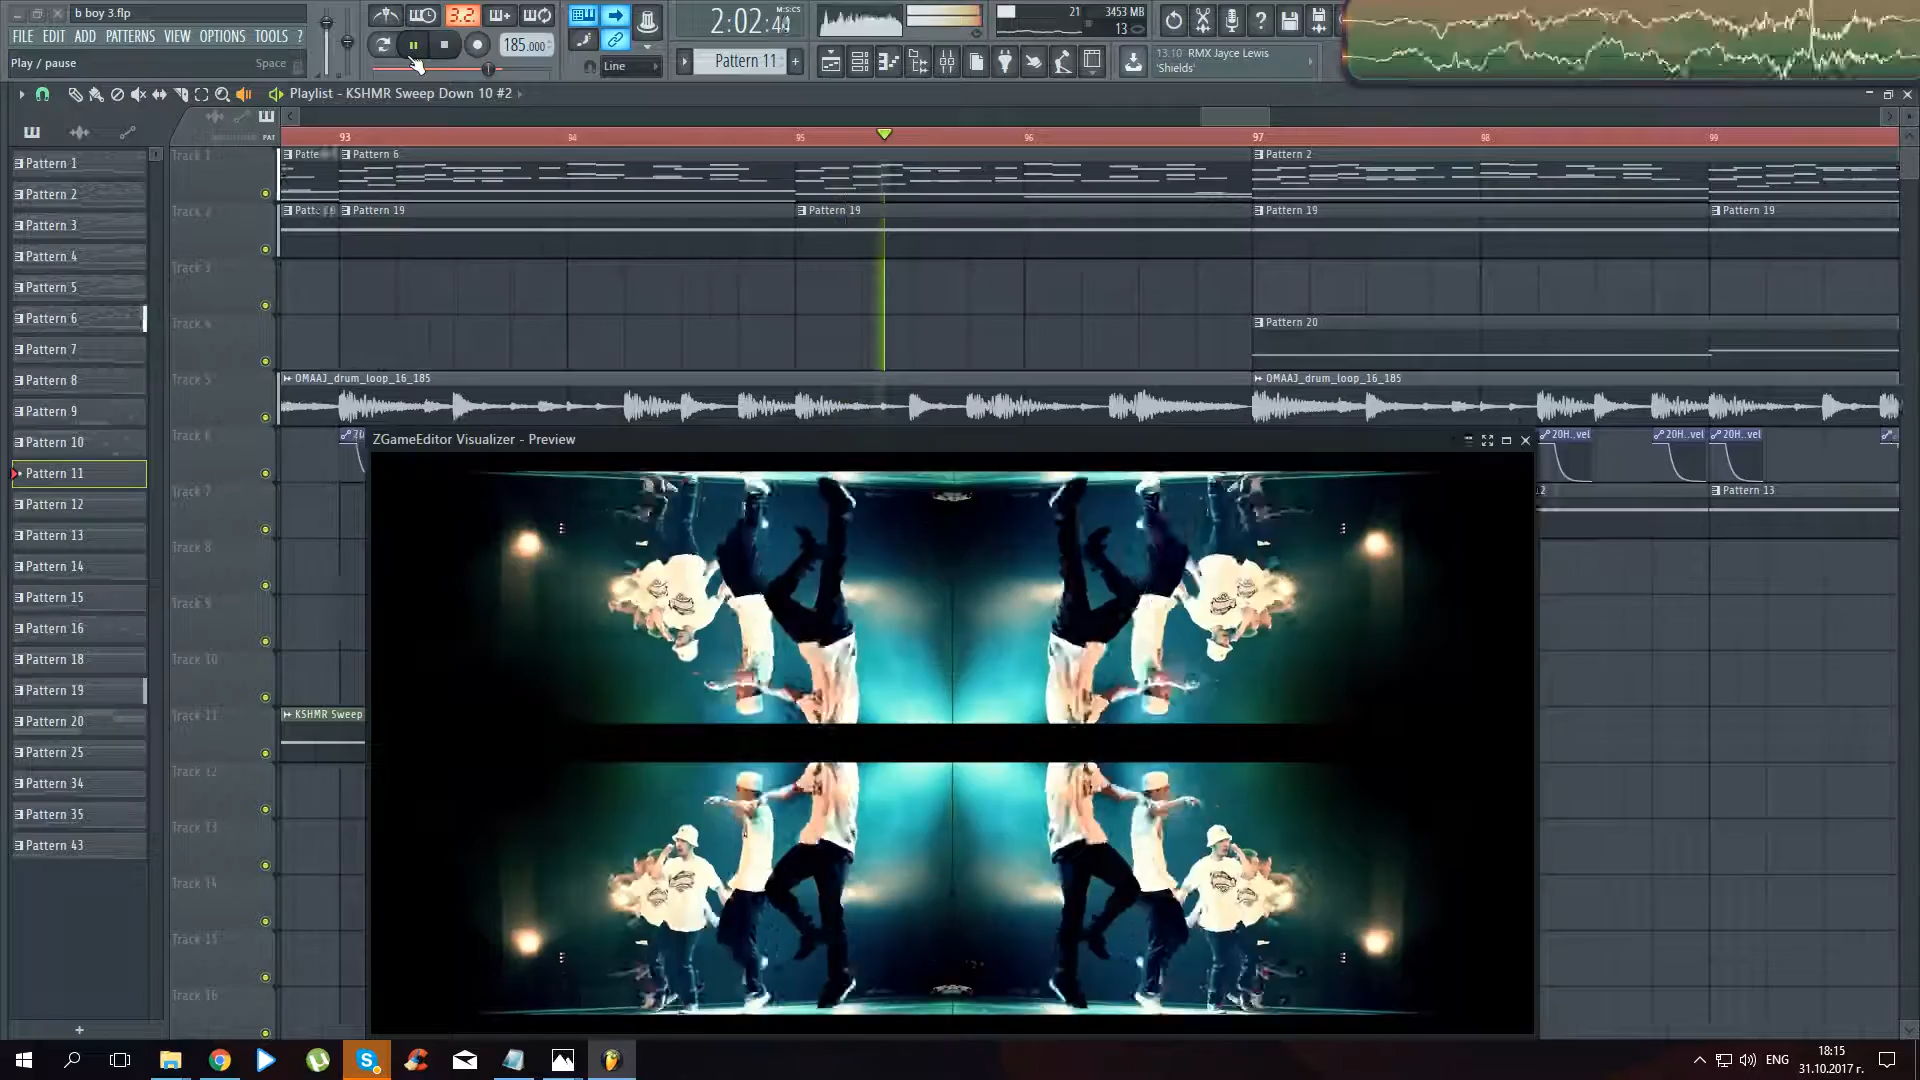 b boy 3.flp
FILE EDIT ADD PATTERNS VIEW OPTIONS TOOLS ?
Play / pause
Space
3.2.
185.000
Line
2:02:44
M:S:CS
Pattern 11
21
3453 MB
13
13.10 RMX Jayce Lewis
'Shields'
Playlist - KSHMR Sweep Down 10 #2
PAT
93 94 95 96 97 98 99
Pattern 1
Pattern 2
Pattern 3
Pattern 4
Pattern 5
Pattern 6
Pattern 7
Pattern 8
Pattern 9
Pattern 10
Pattern 11
Pattern 12
Pattern 13
Pattern 14
Pattern 15
Pattern 16
Pattern 18
Pattern 19
Pattern 20
Pattern 25
Pattern 34
Pattern 35
Pattern 43
Track 1
Pattern 6
Pattern 2
Track 2
Pattern 19
Pattern 19
Pattern 19
Pattern 19
Track 3
Track 4
Pattern 20
Track 5
OMAAJ_drum_loop_16_185
OMAAJ_drum_loop_16_185
Track 6
20H..vel
20H..vel
20H..vel
Track 7
Pattern 13
Track 8
Track 9
Track 10
Track 11
KSHMR Sweep
Track 12
Track 13
Track 14
Track 15
Track 16
ZGameEditor Visualizer - Preview
ENG
18:15
31.10.2017 г.